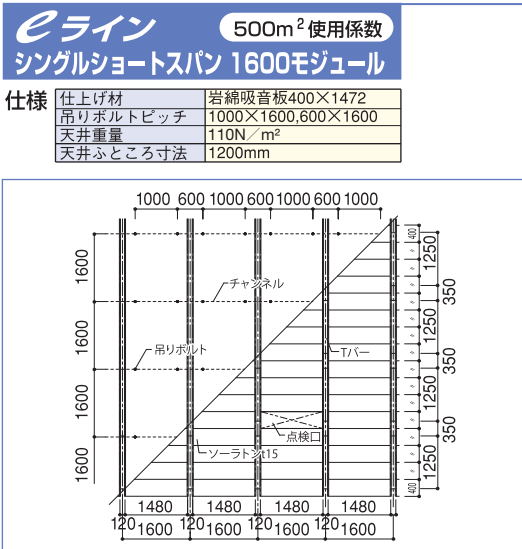 eライン
500m²使用係数
シングルショートスパン 1600モジュール
仕様
仕上げ材 岩綿吸音板400×1472
吊りボルトピッチ 1000×1600,600×1600
天井重量 110N／m²
天井ふところ寸法 1200mm
1000 600 1000 600 1000 600 1000
400
1250
1600
350
チャンネル
1250
1600
吊りボルト
Tバー
350
1250
1600
点検口
350
ソーラトンt15
1250
1600
400
1480 1480 1480 1480
120 120 120 120
1600 1600 1600 1600